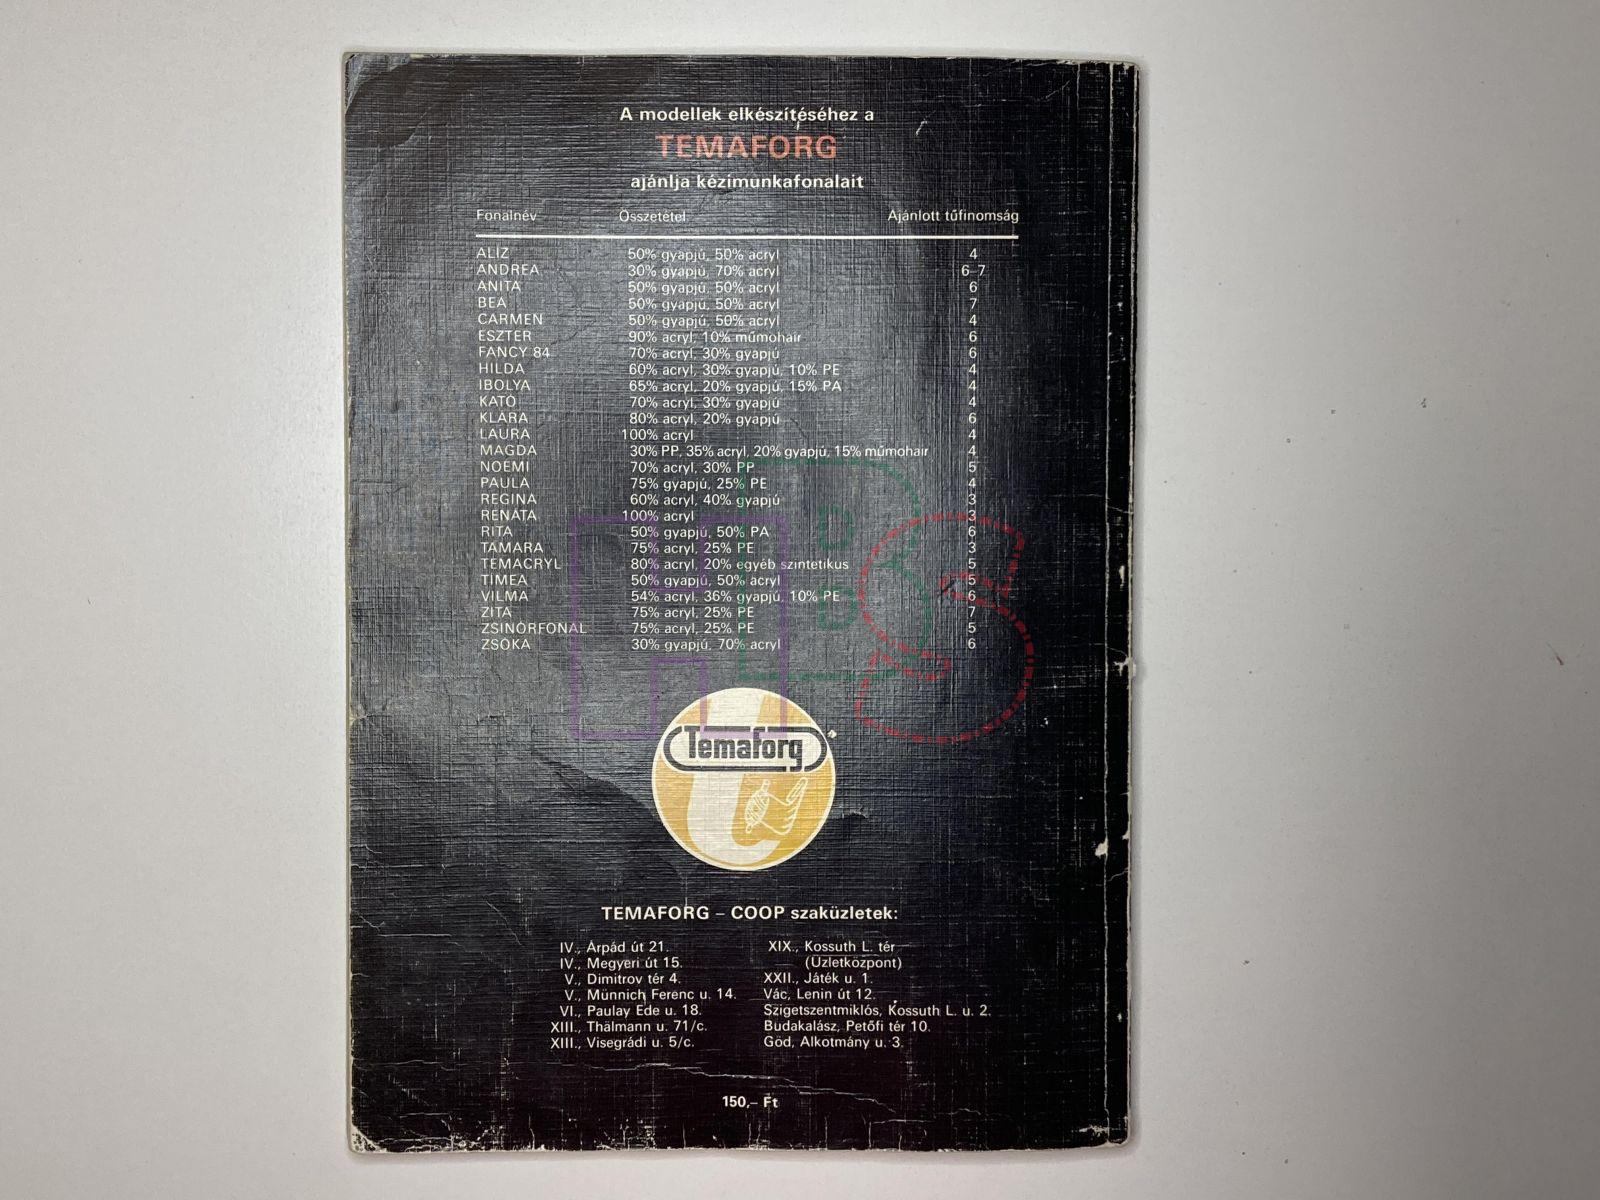 A modellek elkészítéséhez a
TEMAFORG
ajánlja kézimunkafonalait
Fonalnév Összetétel Ajánlott tűfinomság
ALIZ 50% gyapjú, 50% acryl 4
ANDREA 30% gyapjú, 70% acryl 6–7
ANITA 50% gyapjú, 50% acryl 6
BEA 50% gyapjú, 50% acryl 7
CARMEN 50% gyapjú, 50% acryl 4
ESZTER 90% acryl, 10% műmohair 6
FANCY 84 70% acryl, 30% gyapjú 6
HILDA 60% acryl, 30% gyapjú, 10% PE 4
IBOLYA 65% acryl, 20% gyapjú, 15% PA 4
KATÓ 70% acryl, 30% gyapjú 4
KLÁRA 80% acryl, 20% gyapjú 6
LAURA 100% acryl 4
MAGDA 30% PP, 35% acryl, 20% gyapjú, 15% műmohair 4
NOÉMI 70% acryl, 30% PP 5
PAULA 75% gyapjú, 25% PE 4
REGINA 60% acryl, 40% gyapjú 3
RENÁTA 100% acryl 3
RITA 50% gyapjú, 50% PA 6
TAMARA 75% acryl, 25% PE 3
TEMACRYL 80% acryl, 20% egyéb szintetikus 5
TIMEA 50% gyapjú, 50% acryl 5
VILMA 54% acryl, 36% gyapjú, 10% PE 6
ZITA 75% acryl, 25% PE 7
ZSINÓRFONAL 75% acryl, 25% PE 5
ZSÓKA 30% gyapjú, 70% acryl 6
Temaforg
TEMAFORG – COOP szaküzletek:
IV., Árpád út 21.
IV., Megyeri út 15.
V., Dimitrov tér 4.
V., Münnich Ferenc u. 14.
VI., Paulay Ede u. 18.
XIII., Thälmann u. 71/c.
XIII., Visegrádi u. 5/c.
XIX., Kossuth L. tér
(Üzletközpont)
XXII., Játék u. 1.
Vác, Lenin út 12.
Szigetszentmiklós, Kossuth L. u. 2.
Budakalász, Petőfi tér 10.
Göd, Alkotmány u. 3.
150,– Ft